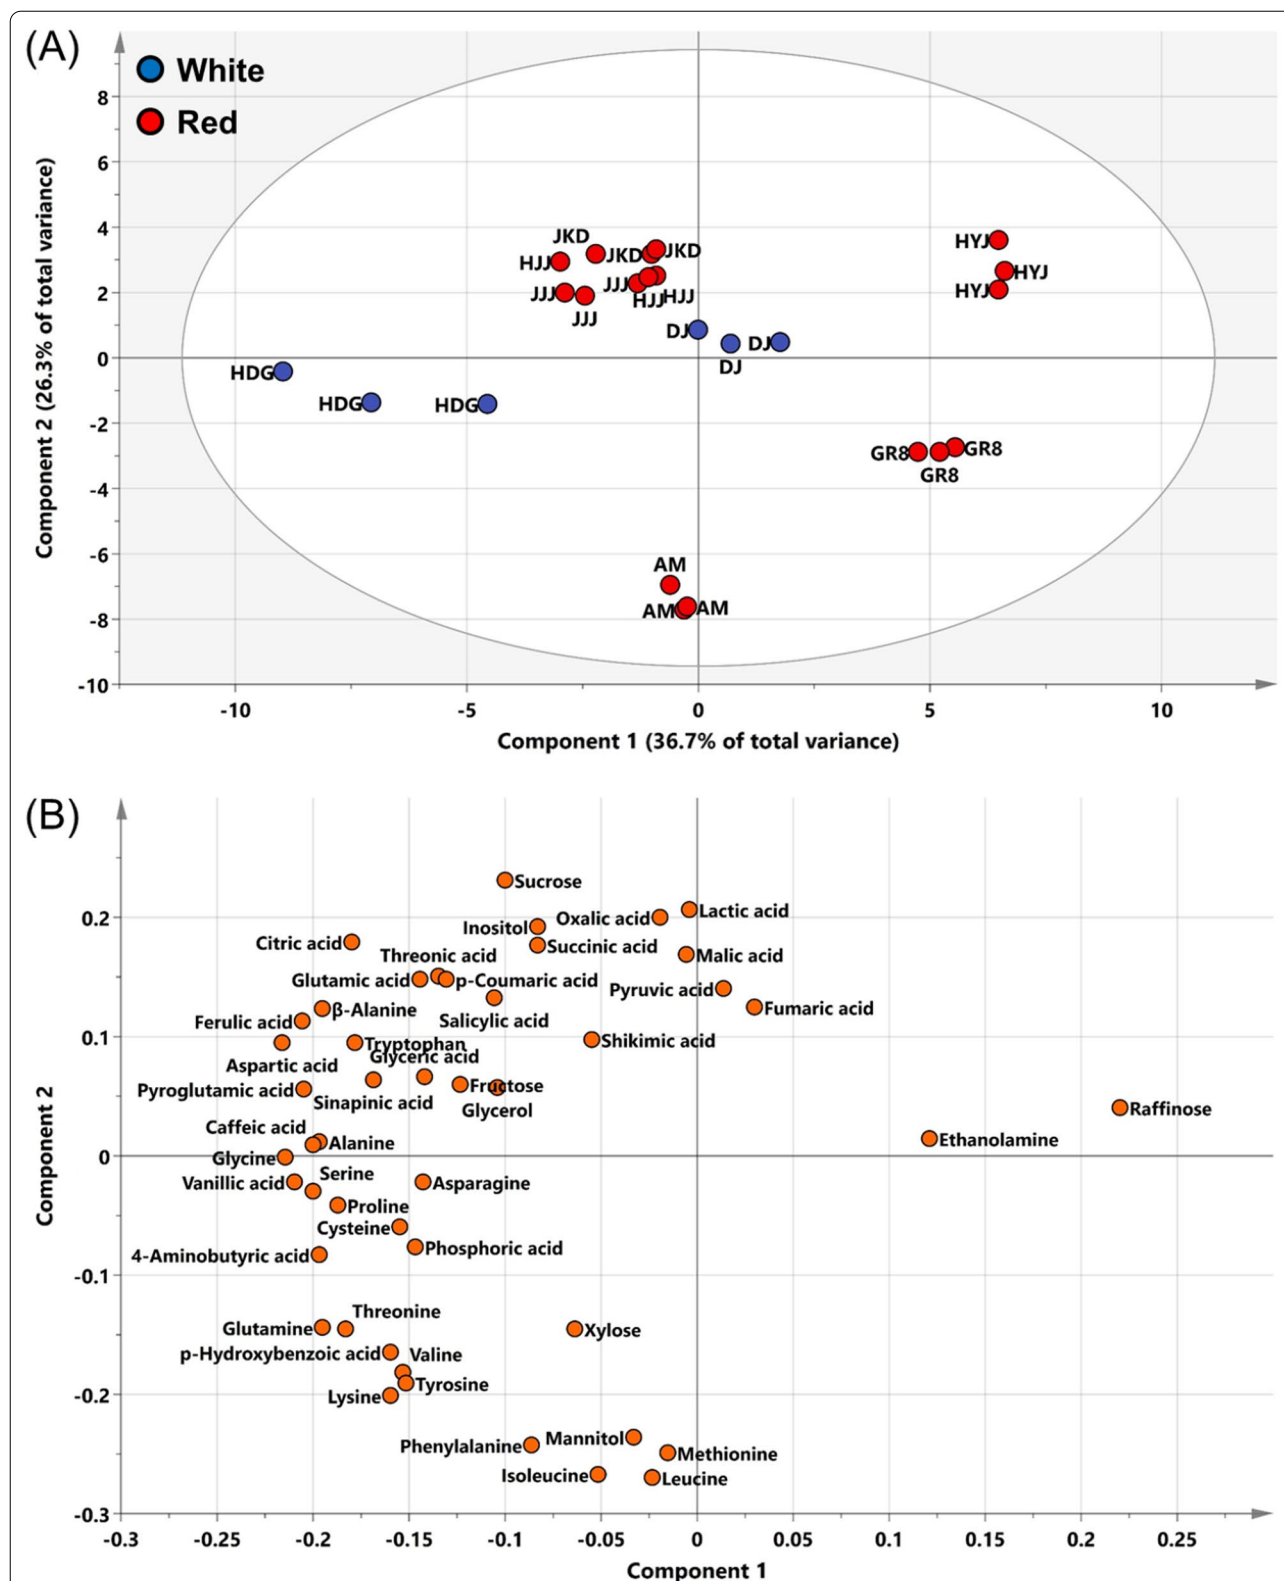 (A)
White
Red
Component 2 (26.3% of total variance)
8
6
4
2
0
-2
-4
-6
-8
-10
JKD
JKD
JKD
HJJ
JJJ
JJJ
JJJ
HJJ
HJJ
HYJ
HYJ
HYJ
DJ
DJ
DJ
HDG
HDG
HDG
GR8
GR8
GR8
AM
AM
AM
-10
-5
0
5
10
Component 1 (36.7% of total variance)
(B)
Component 2
0.2
0.1
0
-0.1
-0.2
-0.3
Sucrose
Lactic acid
Oxalic acid
Inositol
Citric acid
Succinic acid
Threonic acid
Malic acid
Glutamic acid
p-Coumaric acid
Pyruvic acid
β-Alanine
Fumaric acid
Ferulic acid
Salicylic acid
Shikimic acid
Tryptophan
Glyceric acid
Aspartic acid
Pyroglutamic acid
Fructose
Sinapinic acid
Glycerol
Raffinose
Caffeic acid
Alanine
Ethanolamine
Glycine
Serine
Vanillic acid
Asparagine
Proline
Cysteine
Phosphoric acid
4-Aminobutyric acid
Threonine
Glutamine
Xylose
p-Hydroxybenzoic acid
Valine
Tyrosine
Lysine
Phenylalanine
Mannitol
Methionine
Isoleucine
Leucine
-0.3
-0.25
-0.2
-0.15
-0.1
-0.05
0
0.05
0.1
0.15
0.2
0.25
Component 1